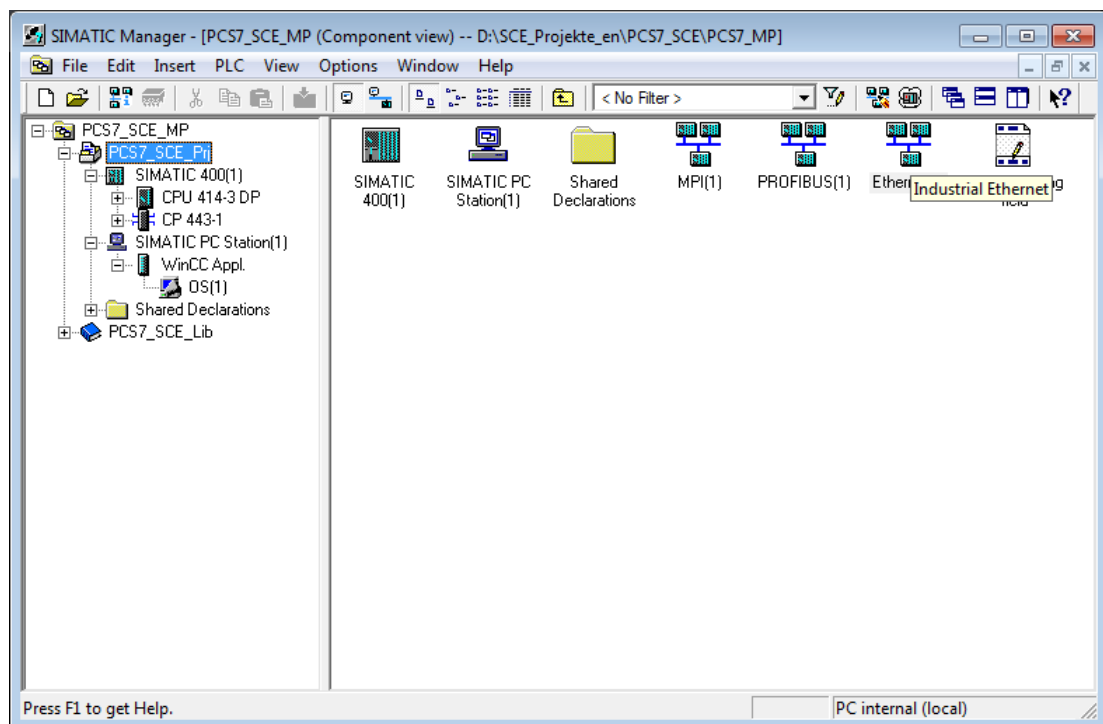 SIMATIC Manager - [PCS7_SCE_MP (Component view) -- D:\SCE_Projekte_en\PCS7_SCE\PCS7_MP]
File Edit Insert PLC View Options Window Help
< No Filter >
PCS7_SCE_MP
PCS7_SCE_Prj
SIMATIC 400(1)
CPU 414-3 DP
CP 443-1
SIMATIC PC Station(1)
WinCC Appl.
OS(1)
Shared Declarations
PCS7_SCE_Lib
SIMATIC 400(1)
SIMATIC PC Station(1)
Shared Declarations
MPI(1)
PROFIBUS(1)
Industrial Ethernet
Press F1 to get Help.
PC internal (local)